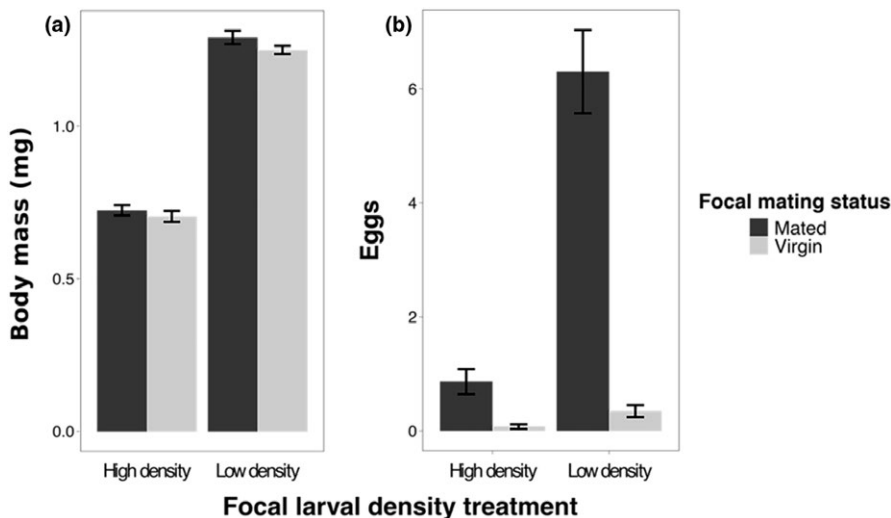 (a)
Body mass (mg)
1.0
0.5
0.0
High density Low density
(b)
Eggs
6
4
2
0
High density Low density
Focal larval density treatment
Focal mating status
Mated
Virgin